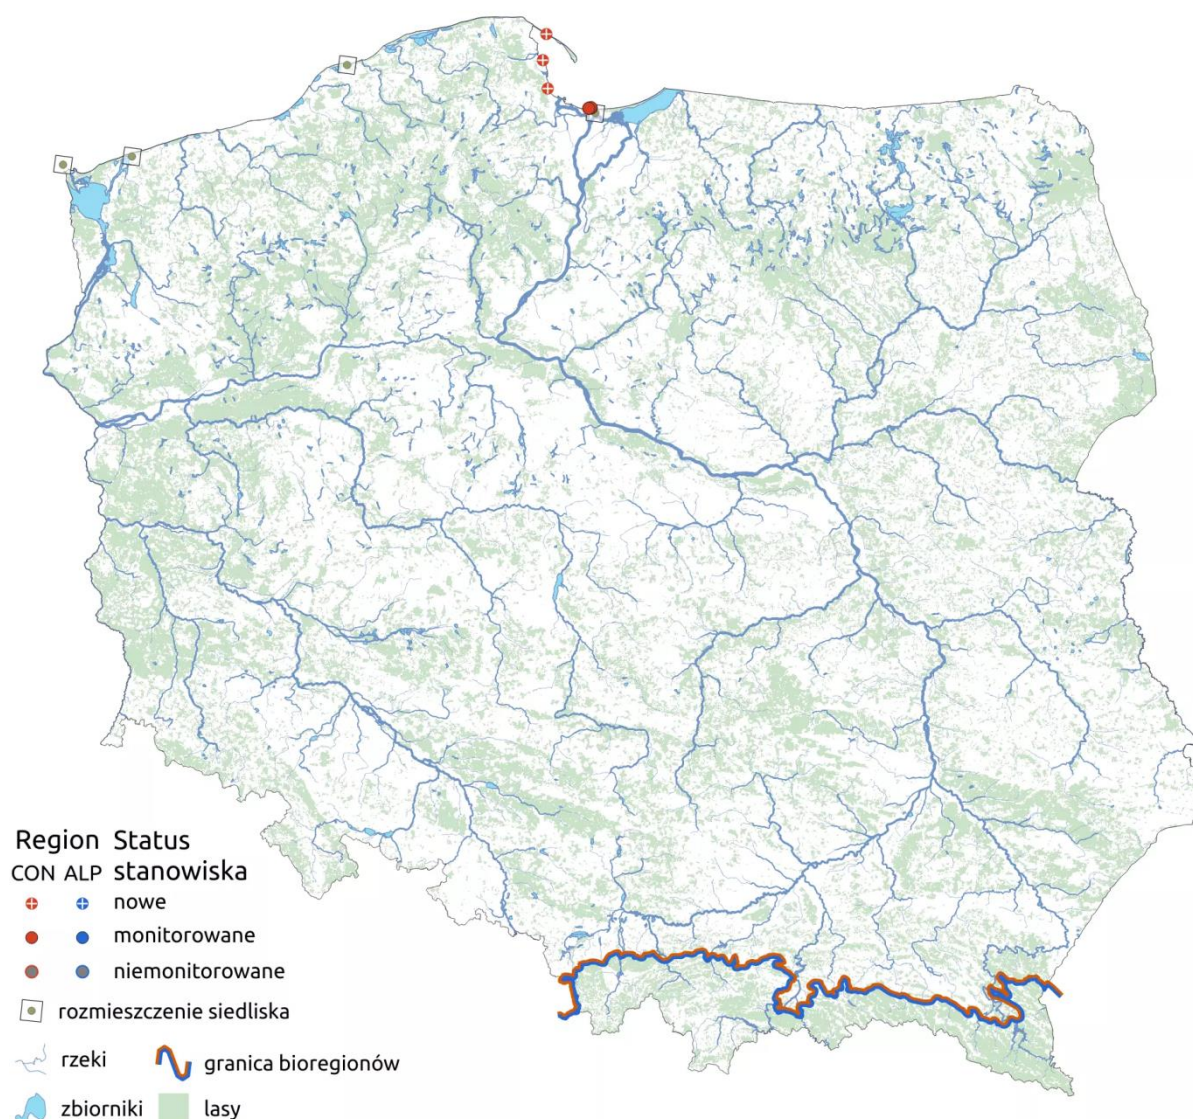 Region Status
CON ALP stanowiska
nowe
monitorowane
niemonitorowane
rozmieszczenie siedliska
rzeki granica bioregionów
zbiorniki lasy